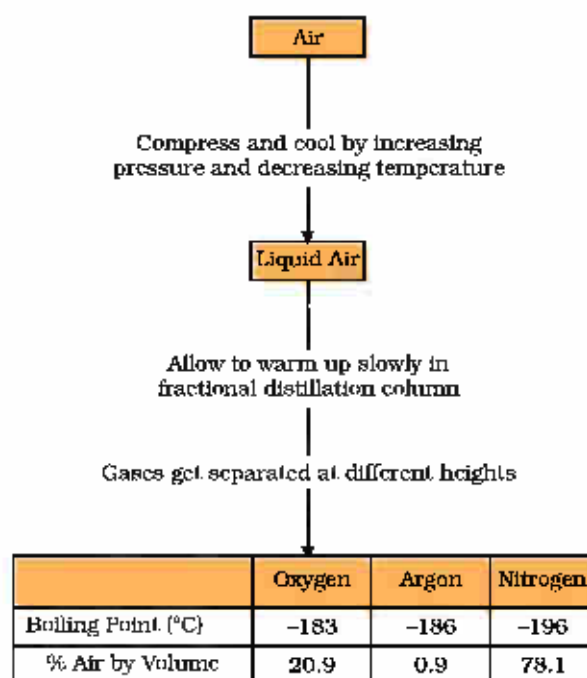 Air
Compress and cool by increasing
pressure and decreasing temperature
Liquid Air
Allow to warm up slowly in
fractional distillation column
Gases get separated at different heights
Oxygen Argon Nitrogen
Boiling Point (°C) –183 –186 –196
% Air by Volume 20.9 0.9 78.1